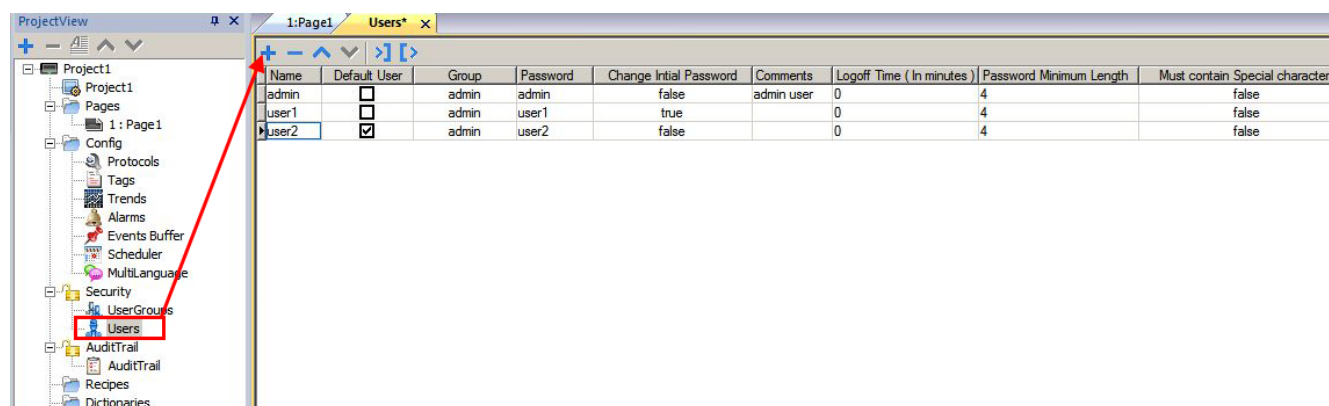 ProjectView
1:Page1
Users*
Project1
Project1
Pages
1 : Page1
Config
Protocols
Tags
Trends
Alarms
Events Buffer
Scheduler
MultiLanguage
Security
UserGroups
Users
AuditTrail
AuditTrail
Recipes
Dictionaries
Name Default User Group Password Change Intial Password Comments Logoff Time ( In minutes ) Password Minimum Length Must contain Special character
admin admin admin false admin user 0 4 false
user1 admin user1 true 0 4 false
user2 admin user2 false 0 4 false